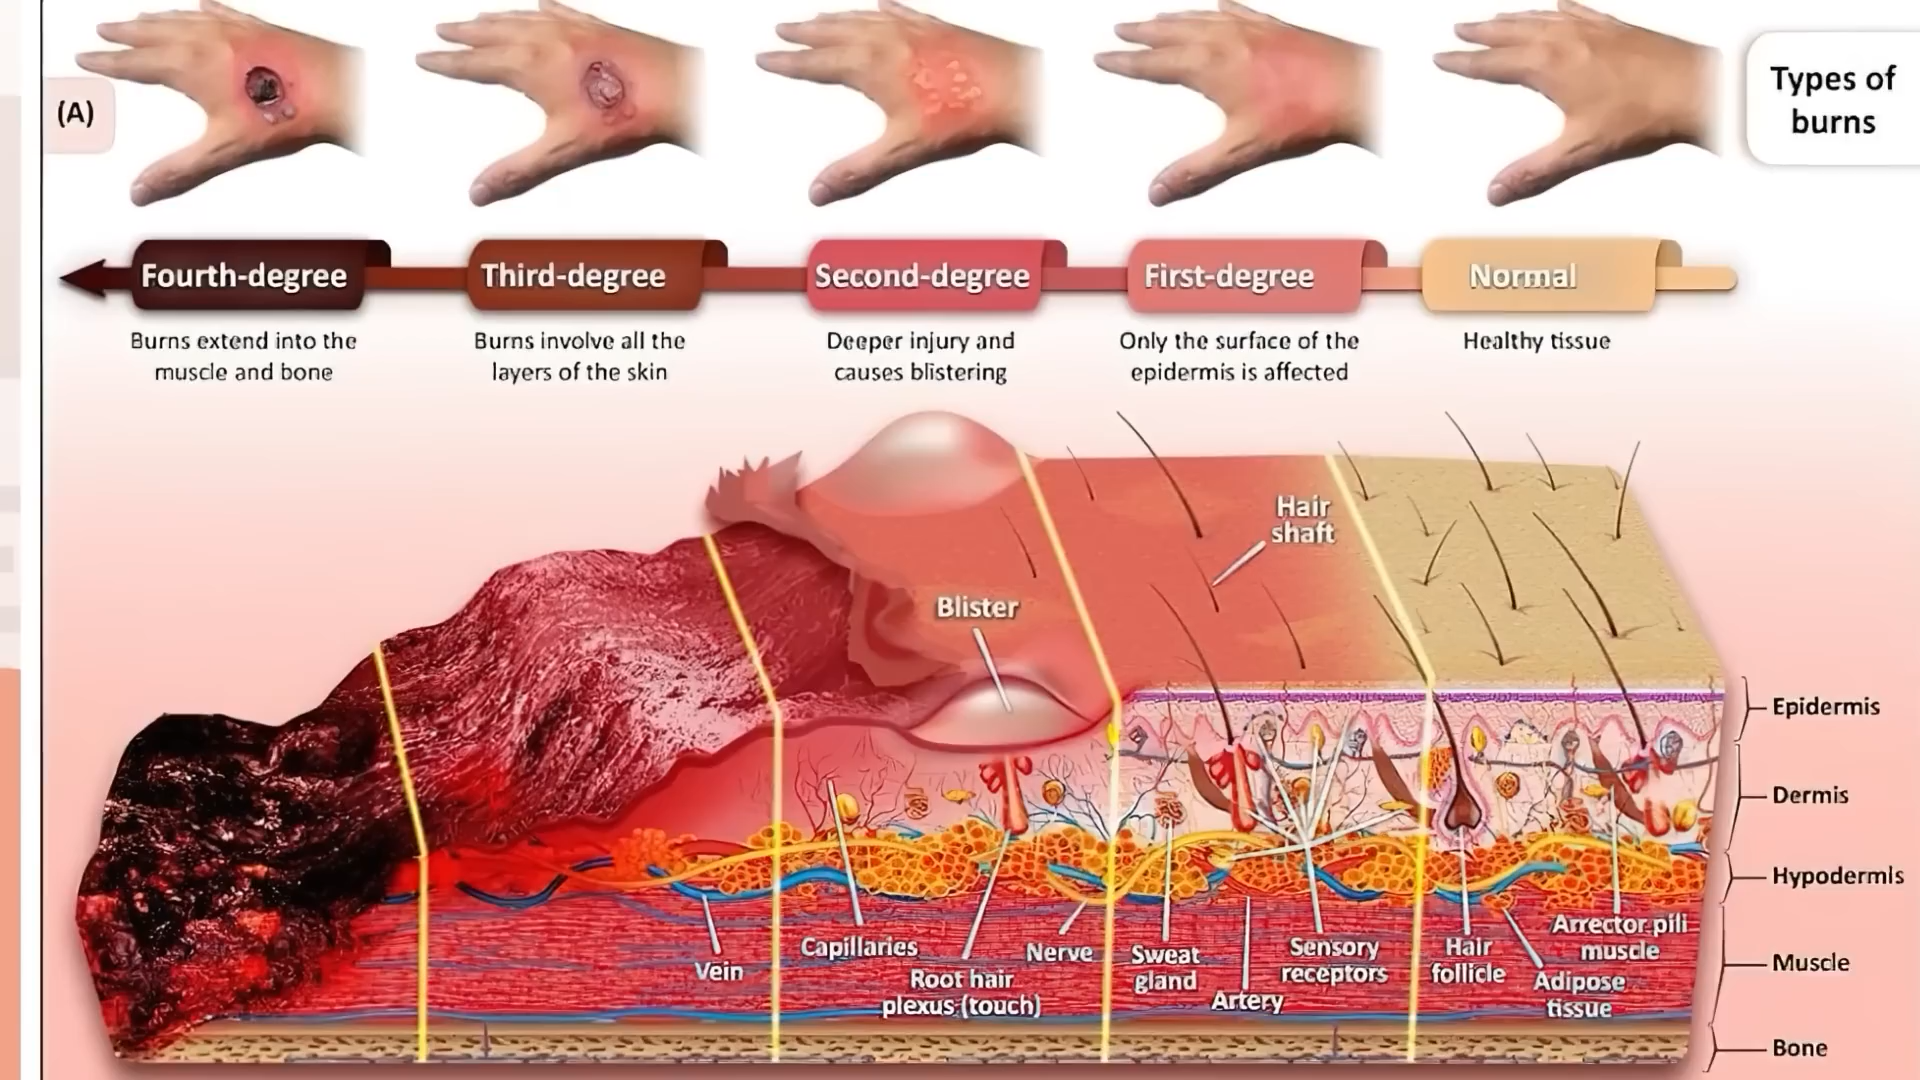 (A)
Types of
burns
Fourth-degree
Third-degree
Second-degree
First-degree
Normal
Burns extend into the
muscle and bone
Burns involve all the
layers of the skin
Deeper injury and
causes blistering
Only the surface of the
epidermis is affected
Healthy tissue
Hair
shaft
Blister
Epidermis
Dermis
Hypodermis
Muscle
Bone
Vein
Capillaries
Root hair
plexus (touch)
Nerve
Sweat
gland
Artery
Sensory
receptors
Hair
follicle
Adipose
tissue
Arrector pili
muscle